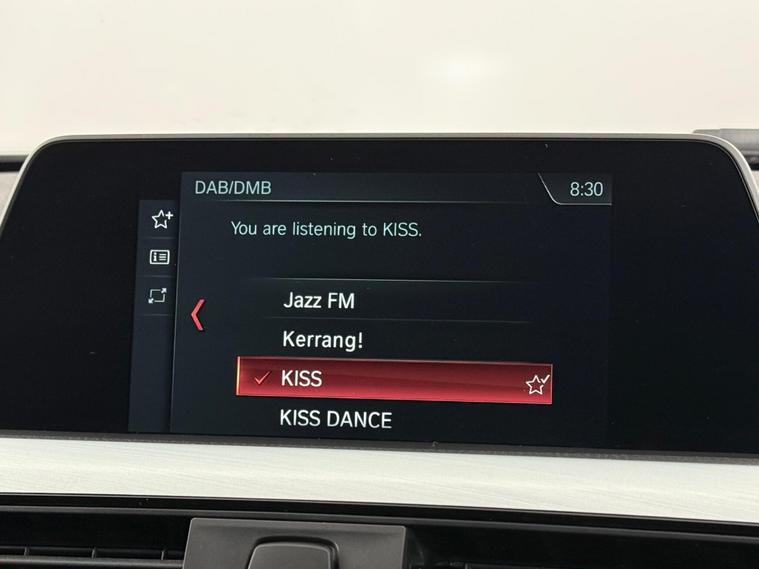 DAB/DMB
8:30
You are listening to KISS.
Jazz FM
Kerrang!
KISS
KISS DANCE